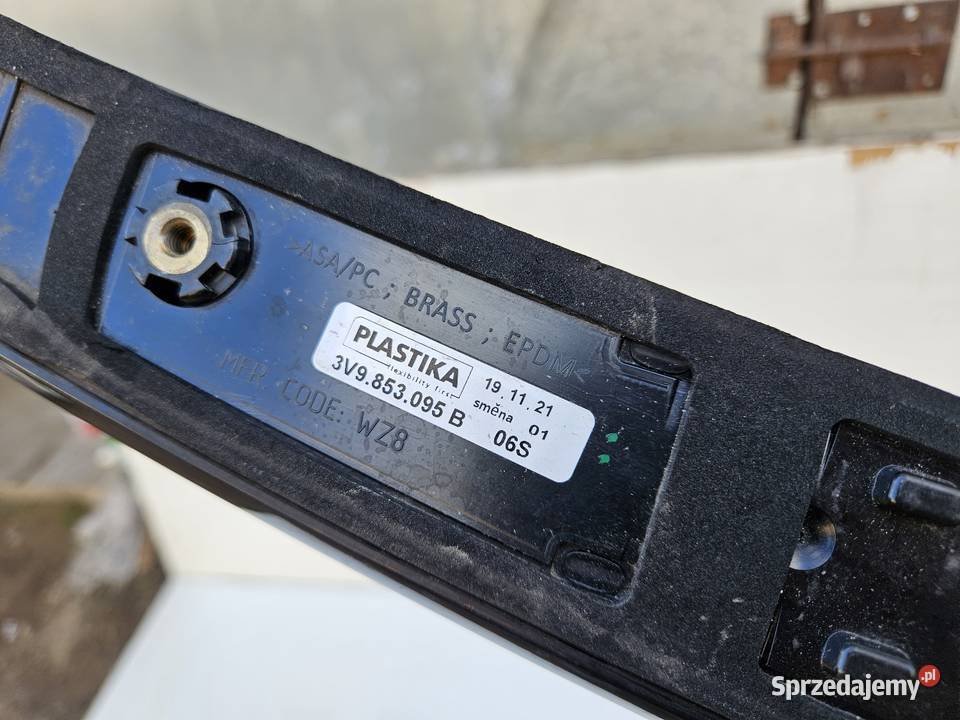 >ASA/PC ; BRASS ; EPDM<
PLASTIKA
flexibility first
19.11.21
3V9.853.095 B
směna 01
06S
MFR CODE: WZ8
Sprzedajemy.pl